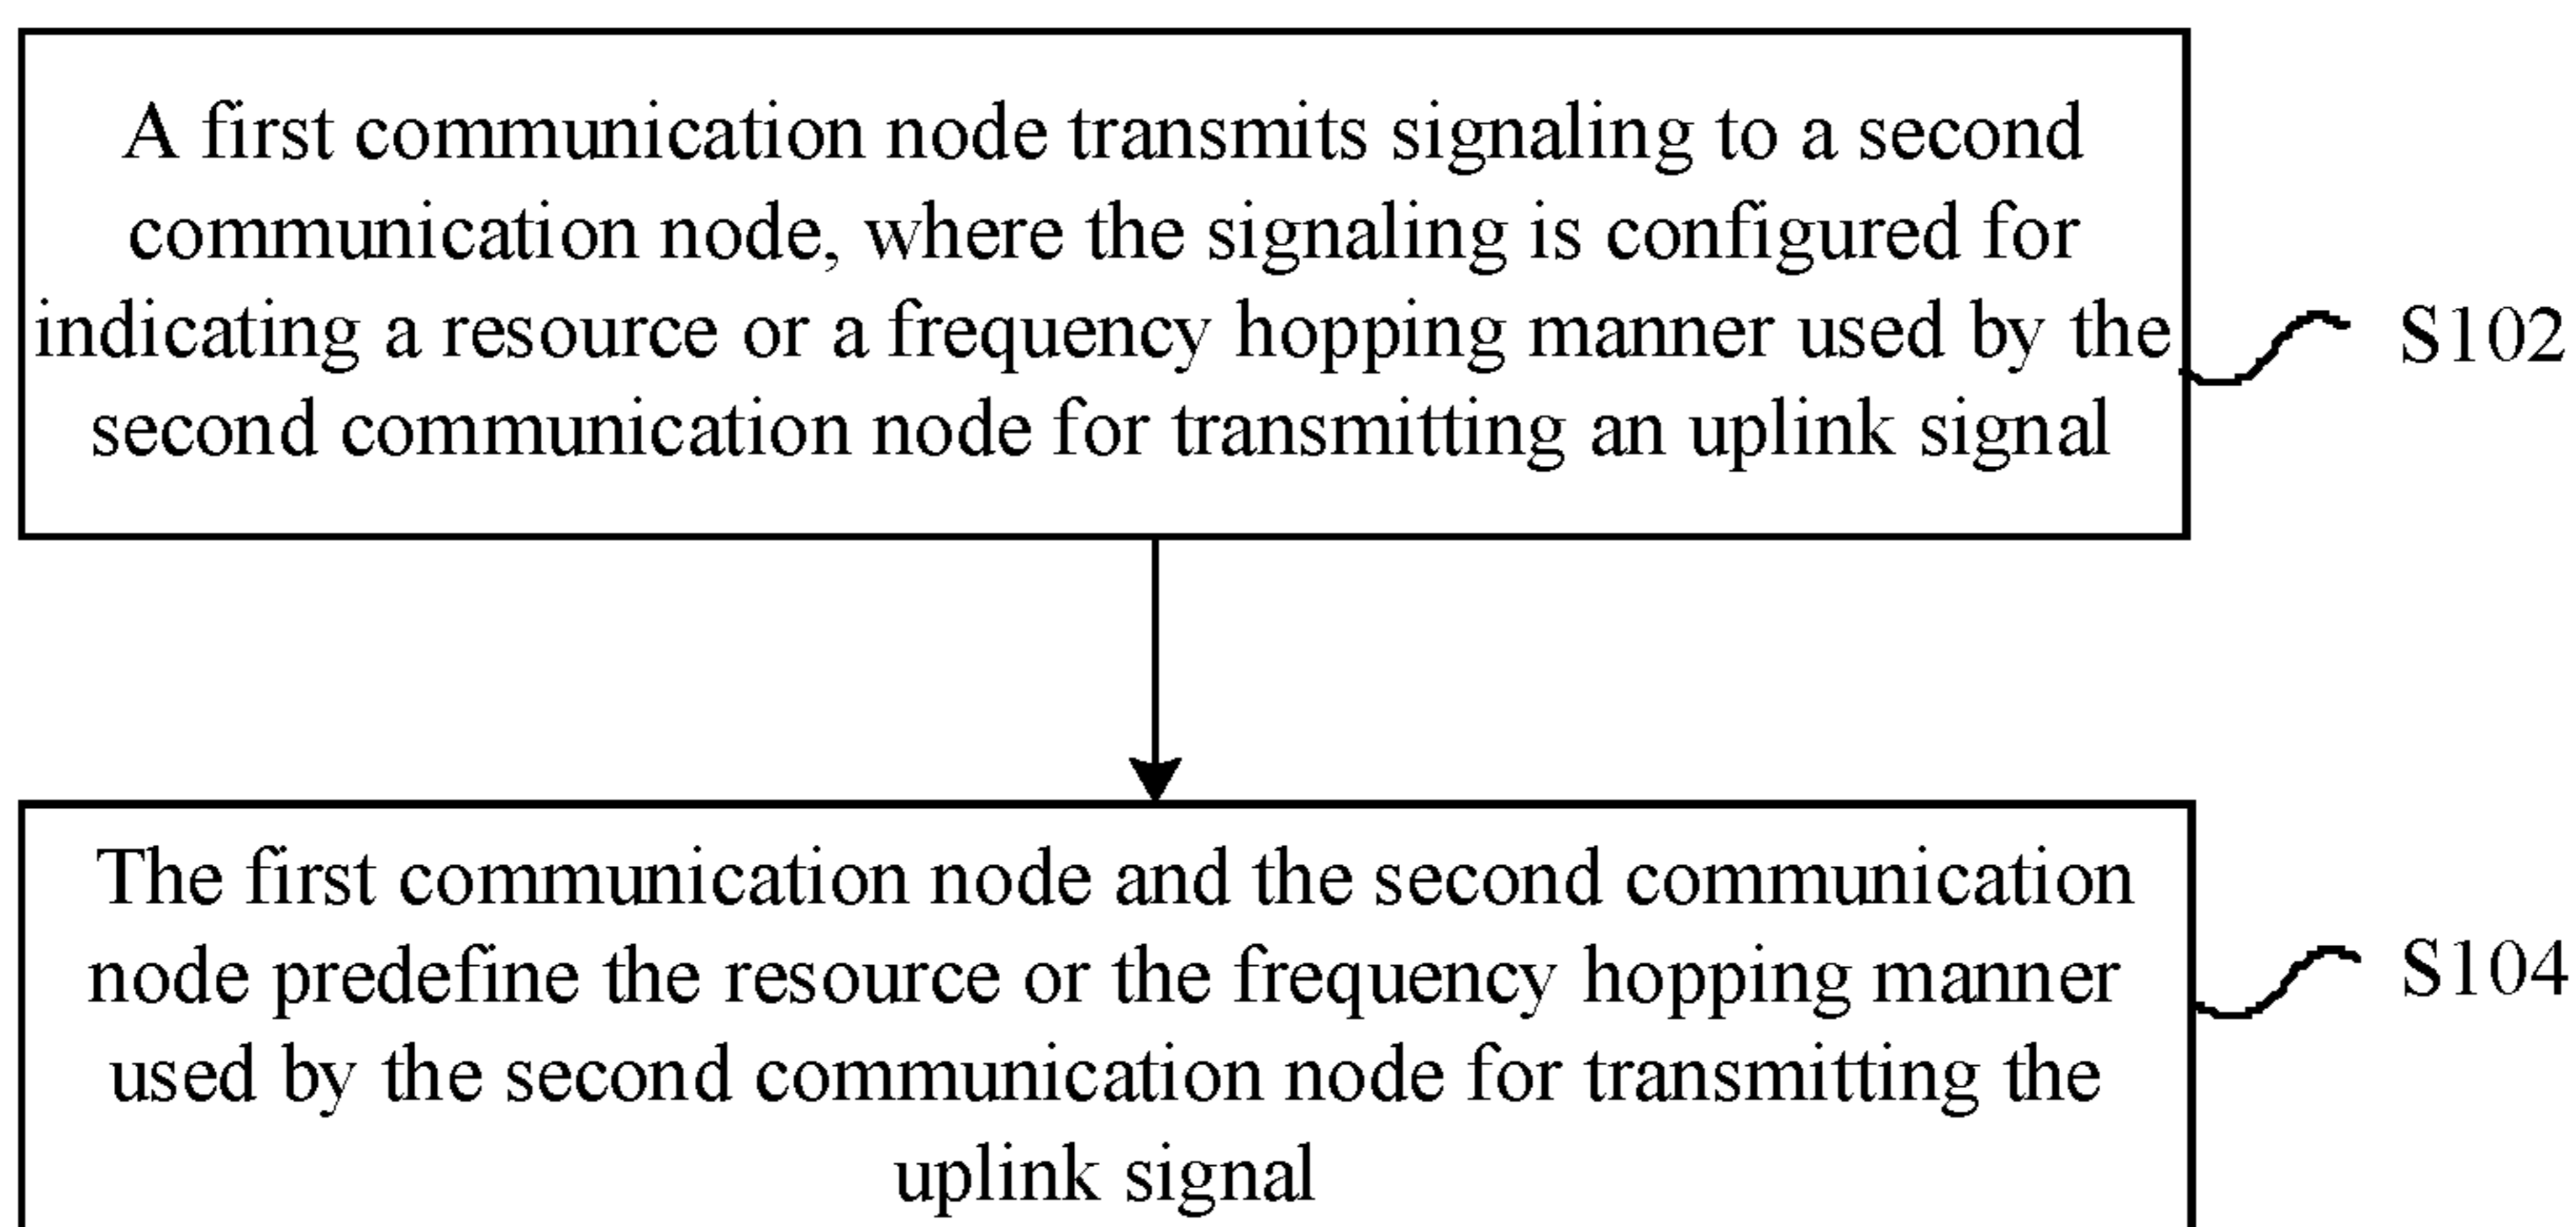 A first communication node transmits signaling to a second
communication node, where the signaling is configured for
indicating a resource or a frequency hopping manner used by the
second communication node for transmitting an uplink signal
S102
The first communication node and the second communication
node predefine the resource or the frequency hopping manner
used by the second communication node for transmitting the
uplink signal
S104